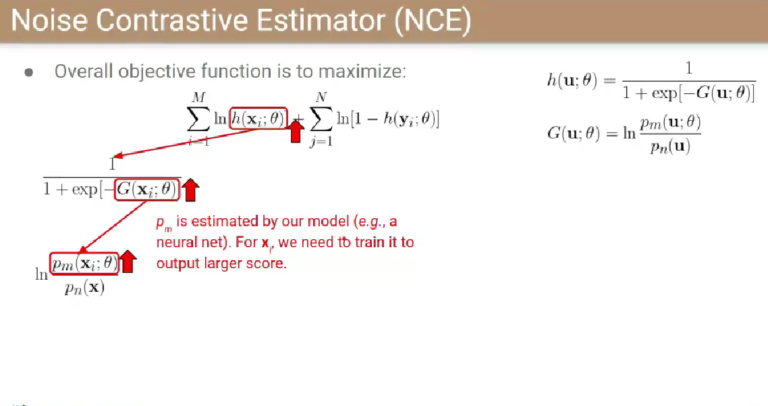 Noise Contrastive Estimator (NCE)
● Overall objective function is to maximize:
\sum_{i=1}^{M} \ln h(\mathbf{x}_i; \theta) + \sum_{j=1}^{N} \ln[1 - h(\mathbf{y}_i; \theta)]
h(\mathbf{u}; \theta) = \frac{1}{1 + \exp[-G(\mathbf{u}; \theta)]}
G(\mathbf{u}; \theta) = \ln \frac{p_m(\mathbf{u}; \theta)}{p_n(\mathbf{u})}
\frac{1}{1 + \exp[-G(\mathbf{x}_i; \theta)}
p_m is estimated by our model (e.g., a
neural net). For x_i, we need to train it to
output larger score.
\ln \frac{p_m(\mathbf{x}_i; \theta)}{p_n(\mathbf{x})}